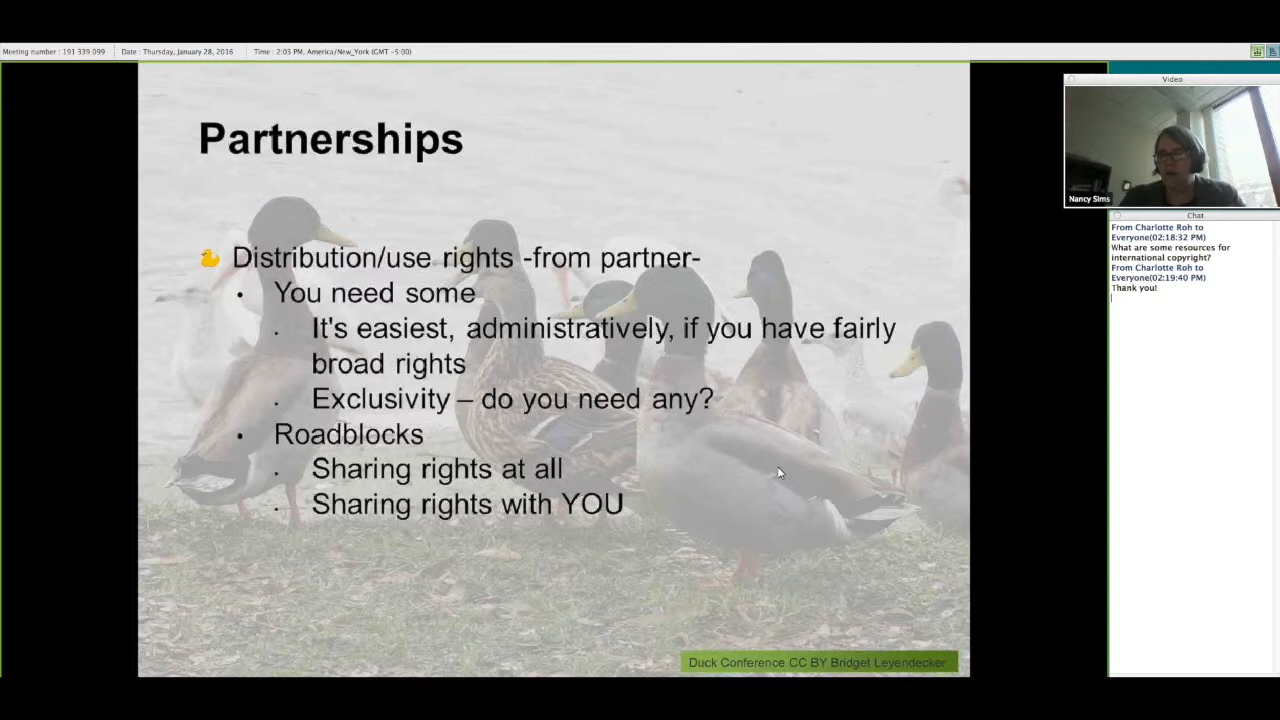 Meeting number : 191 339 099
Date : Thursday, January 28, 2016
Time : 2:03 PM, America/New_York (GMT -5:00)
Partnerships
Distribution/use rights -from partner-
• You need some
• It's easiest, administratively, if you have fairly
broad rights
• Exclusivity – do you need any?
• Roadblocks
• Sharing rights at all
• Sharing rights with YOU
Duck Conference CC BY Bridget Leyendecker
Video
Nancy Sims
Chat
From Charlotte Roh to
Everyone(02:18:32 PM)
What are some resources for
international copyright?
From Charlotte Roh to
Everyone(02:19:40 PM)
Thank you!